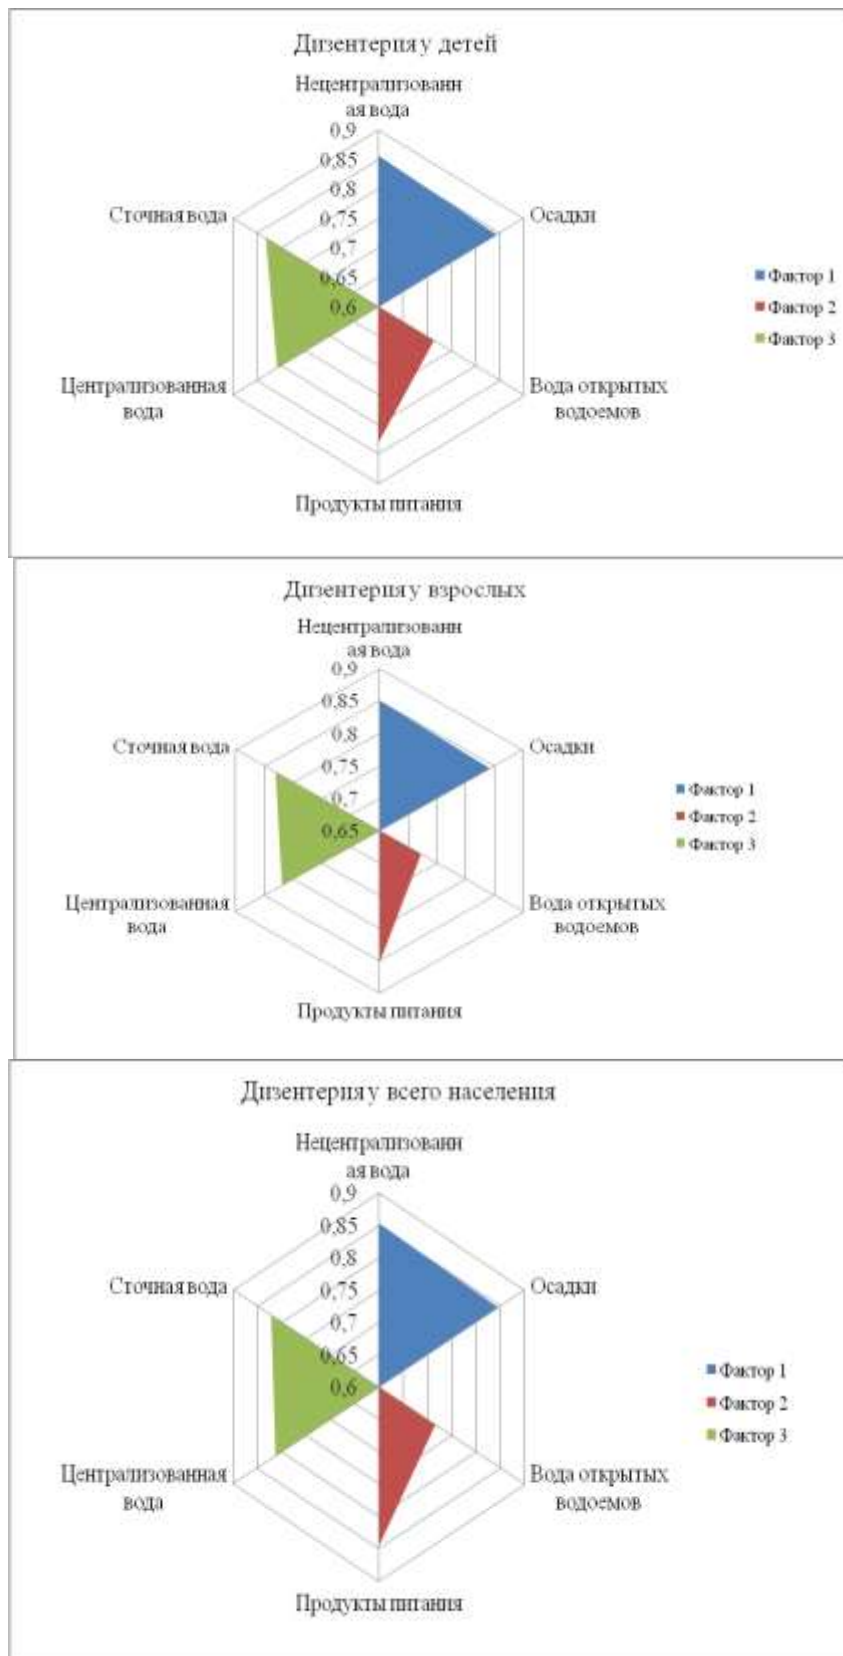 Дизентерия у детей
Нецентрализованн
ая вода
0,9
0,85
0,8
0,75
0,7
0,65
0,6
Сточная вода
Осадки
Фактор 1
Фактор 2
Фактор 3
Централизованная
вода
Вода открытых
водоемов
Продукты питания
Дизентерия у взрослых
Нецентрализованн
ая вода
0,9
0,85
0,8
0,75
0,7
0,65
Сточная вода
Осадки
Фактор 1
Фактор 2
Фактор 3
Централизованная
вода
Вода открытых
водоемов
Продукты питания
Дизентерия у всего населения
Нецентрализованн
ая вода
0,9
0,85
0,8
0,75
0,7
0,65
0,6
Сточная вода
Осадки
Фактор 1
Фактор 2
Фактор 3
Централизованная
вода
Вода открытых
водоемов
Продукты питания